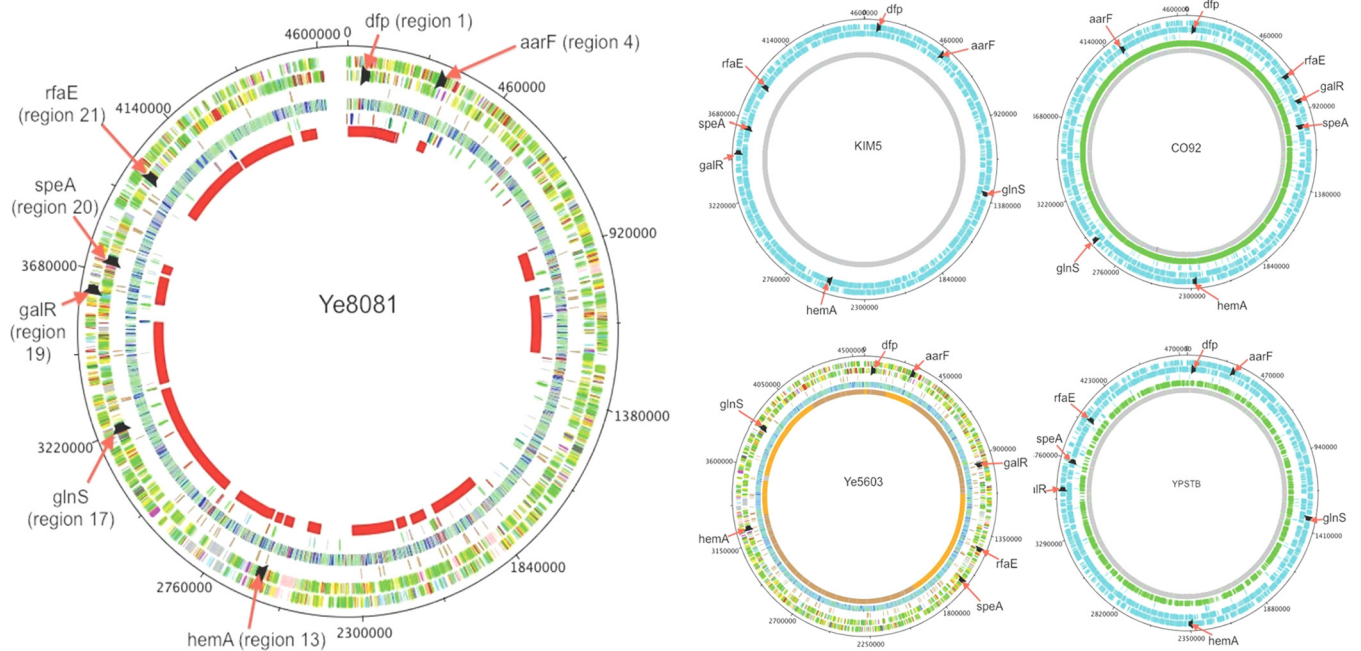 dfp (region 1)
4600000 0
aarF (region 4)
460000
4140000
rfaE
(region 21)
920000
speA
(region 20)
3680000
Ye8081
galR
(region
19)
1380000
3220000
glnS
(region 17)
1840000
2760000
hemA (region 13)
2300000
4600000
dfp
460000
aarF
4140000
rfaE
920000
3680000
speA
KIM5
galR
glnS
1380000
3220000
2760000
1840000
hemA
2300000
4600000
dfp
aarF
460000
4140000
rfaE
galR
920000
3680000
speA
CO92
1380000
3220000
glnS
2760000
1840000
2300000
hemA
4500000
dfp
aarF
450000
4050000
glnS
900000
3600000
galR
Ye5603
hemA
3150000
1350000
rfaE
speA
1800000
2700000
2250000
dfp
aarF
470000
4230000
rfaE
speA
940000
YPSTB
glnS
1410000
3290000
2820000
1880000
hemA
2350000